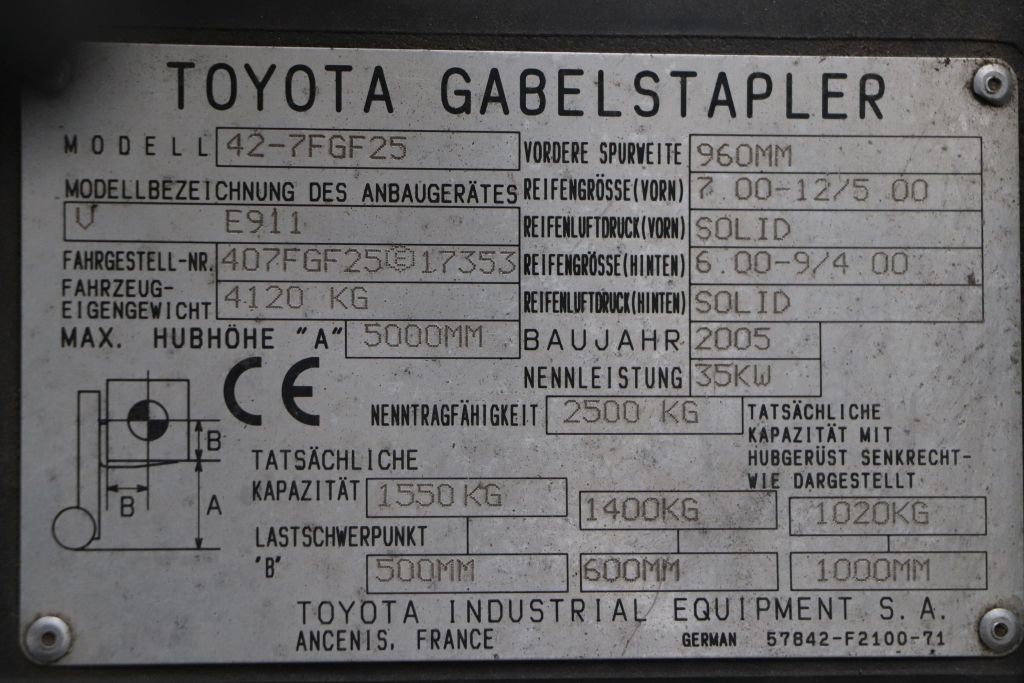 TOYOTA GABELSTAPLER
MODELL 42-7FGF25
VORDERE SPURWEITE 960MM
MODELLBEZEICHNUNG DES ANBAUGERÄTES
V E911
REIFENGRÖSSE(VORN) 7.00-12/5.00
REIFENLUFTDRUCK(VORN) SOLID
FAHRGESTELL-NR. 407FGF25Ⓔ17353
REIFENGRÖSSE(HINTEN) 6.00-9/4.00
FAHRZEUG-
EIGENGEWICHT 4120 KG
REIFENLUFTDRUCK(HINTEN) SOLID
MAX. HUBHÖHE "A" 5000MM
BAUJAHR 2005
NENNLEISTUNG 35KW
CE
NENNTRAGFÄHIGKEIT 2500 KG
TATSÄCHLICHE
KAPAZITÄT MIT
HUBGERÜST SENKRECHT-
WIE DARGESTELLT
B
A
B
TATSÄCHLICHE
KAPAZITÄT 1550 KG 1400KG 1020KG
LASTSCHWERPUNKT
"B" 500MM 600MM 1000MM
TOYOTA INDUSTRIAL EQUIPMENT S.A.
ANCENIS, FRANCE GERMAN 57842-F2100-71